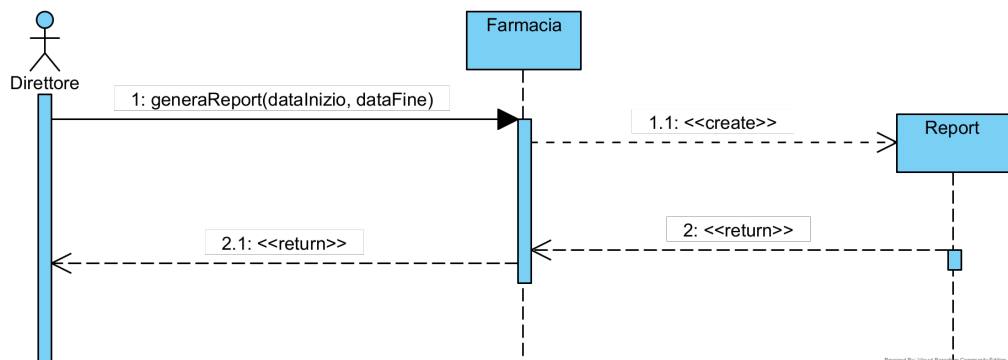 Farmacia
Direttore
1: generaReport(dataInizio, dataFine)
1.1: <<create>>
Report
2: <<return>>
2.1: <<return>>